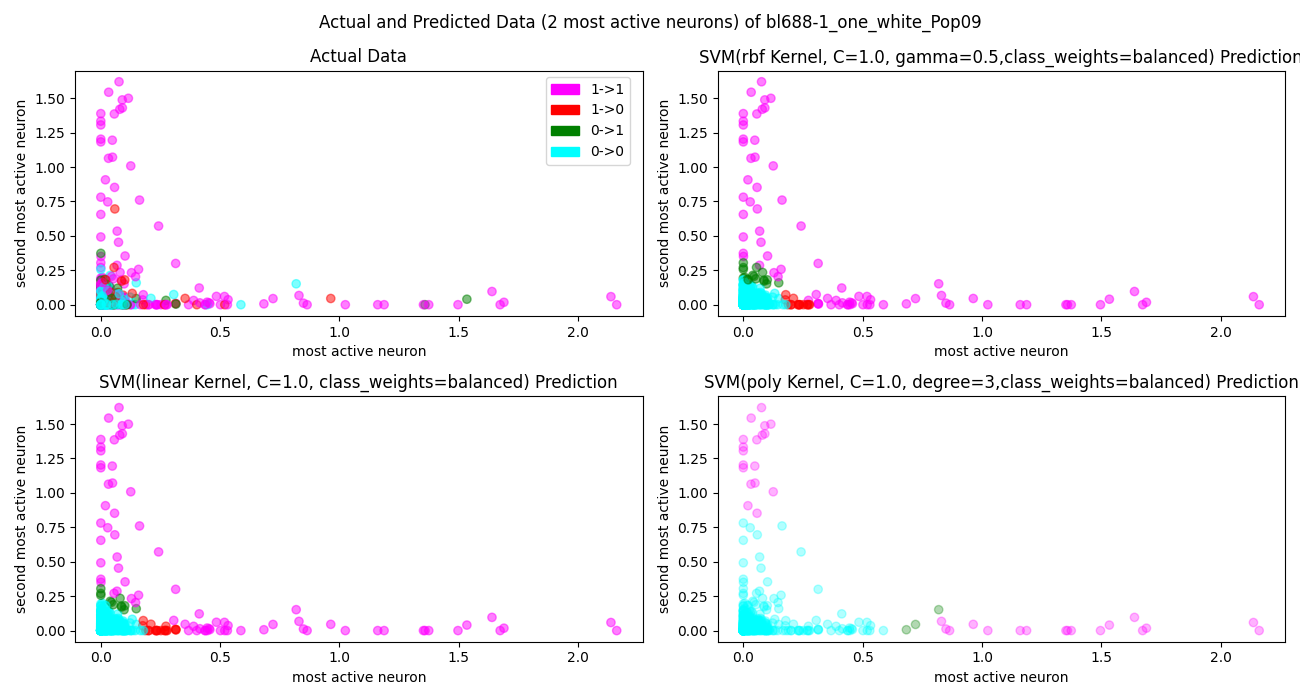 Actual and Predicted Data (2 most active neurons) of bl688-1_one_white_Pop09
Actual Data
1.50
1.25
1.00
0.75
0.50
0.25
0.00
second most active neuron
1->1
1->0
0->1
0->0
0.0 0.5 1.0 1.5 2.0
most active neuron
SVM(rbf Kernel, C=1.0, gamma=0.5,class_weights=balanced) Prediction
1.50
1.25
1.00
0.75
0.50
0.25
0.00
second most active neuron
0.0 0.5 1.0 1.5 2.0
most active neuron
SVM(linear Kernel, C=1.0, class_weights=balanced) Prediction
1.50
1.25
1.00
0.75
0.50
0.25
0.00
second most active neuron
0.0 0.5 1.0 1.5 2.0
most active neuron
SVM(poly Kernel, C=1.0, degree=3,class_weights=balanced) Prediction
1.50
1.25
1.00
0.75
0.50
0.25
0.00
second most active neuron
0.0 0.5 1.0 1.5 2.0
most active neuron